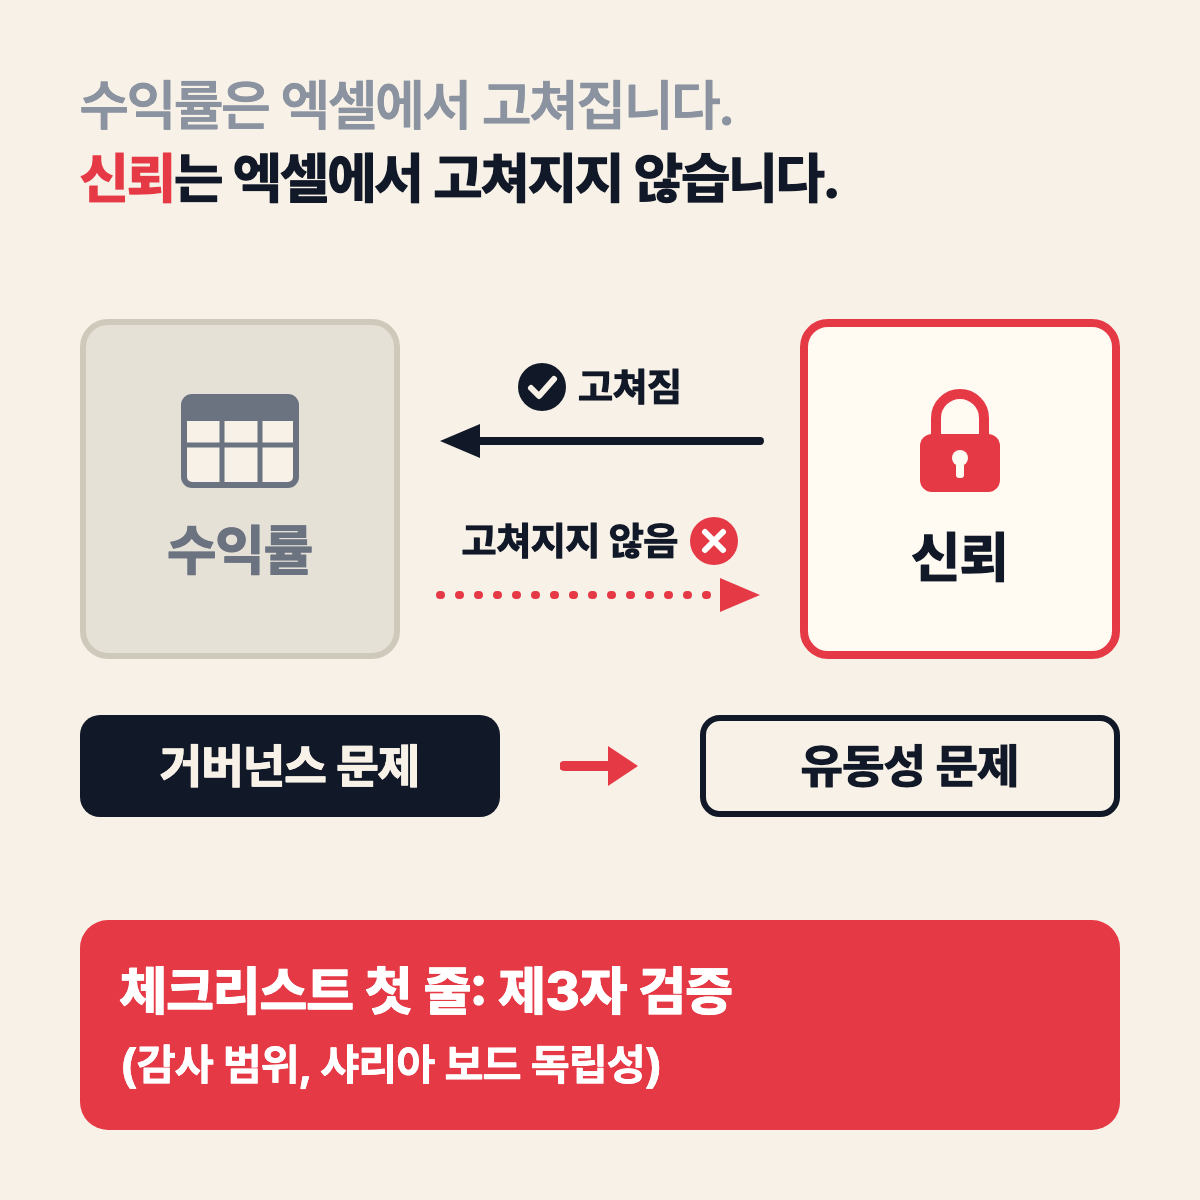 수익률은 엑셀에서 고쳐집니다.
신뢰는 엑셀에서 고쳐지지 않습니다.
고쳐짐
고쳐지지 않음
수익률
신뢰
거버넌스 문제
유동성 문제
체크리스트 첫 줄: 제3자 검증
(감사 범위, 샤리아 보드 독립성)